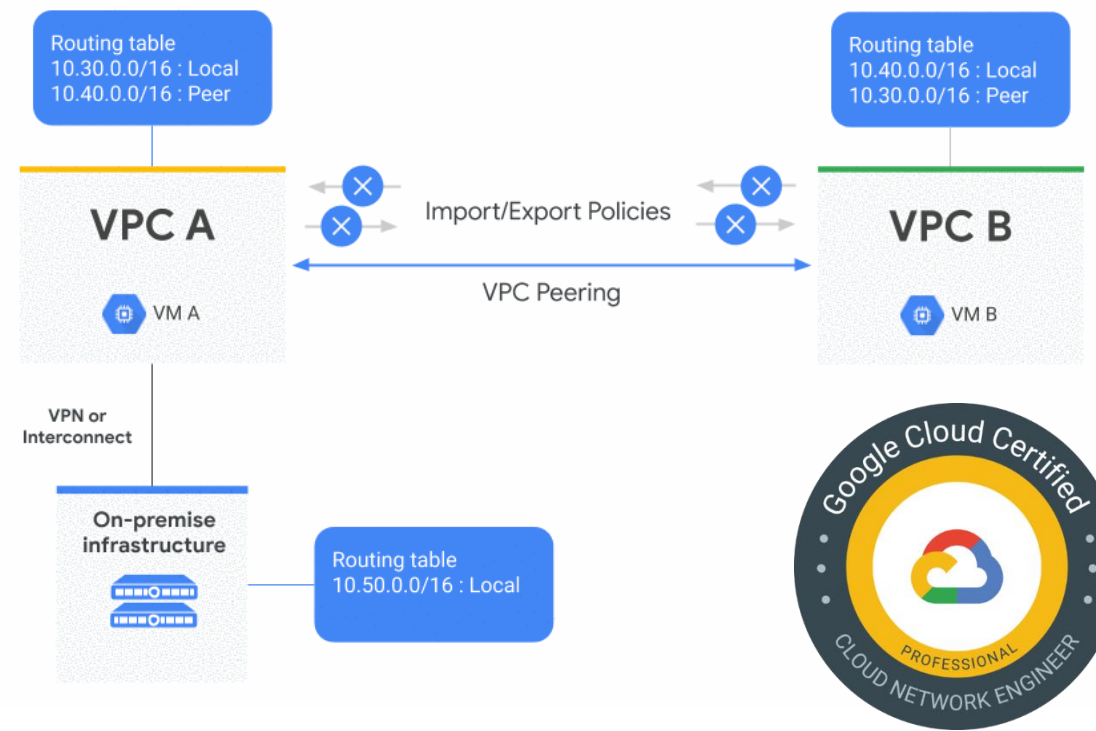 Routing table
10.30.0.0/16 : Local
10.40.0.0/16 : Peer
Routing table
10.40.0.0/16 : Local
10.30.0.0/16 : Peer
VPC A
Import/Export Policies
VPC B
VPC Peering
VM A
VM B
VPN or
Interconnect
On-premise
infrastructure
Routing table
10.50.0.0/16 : Local
Google Cloud Certified
PROFESSIONAL
CLOUD NETWORK ENGINEER